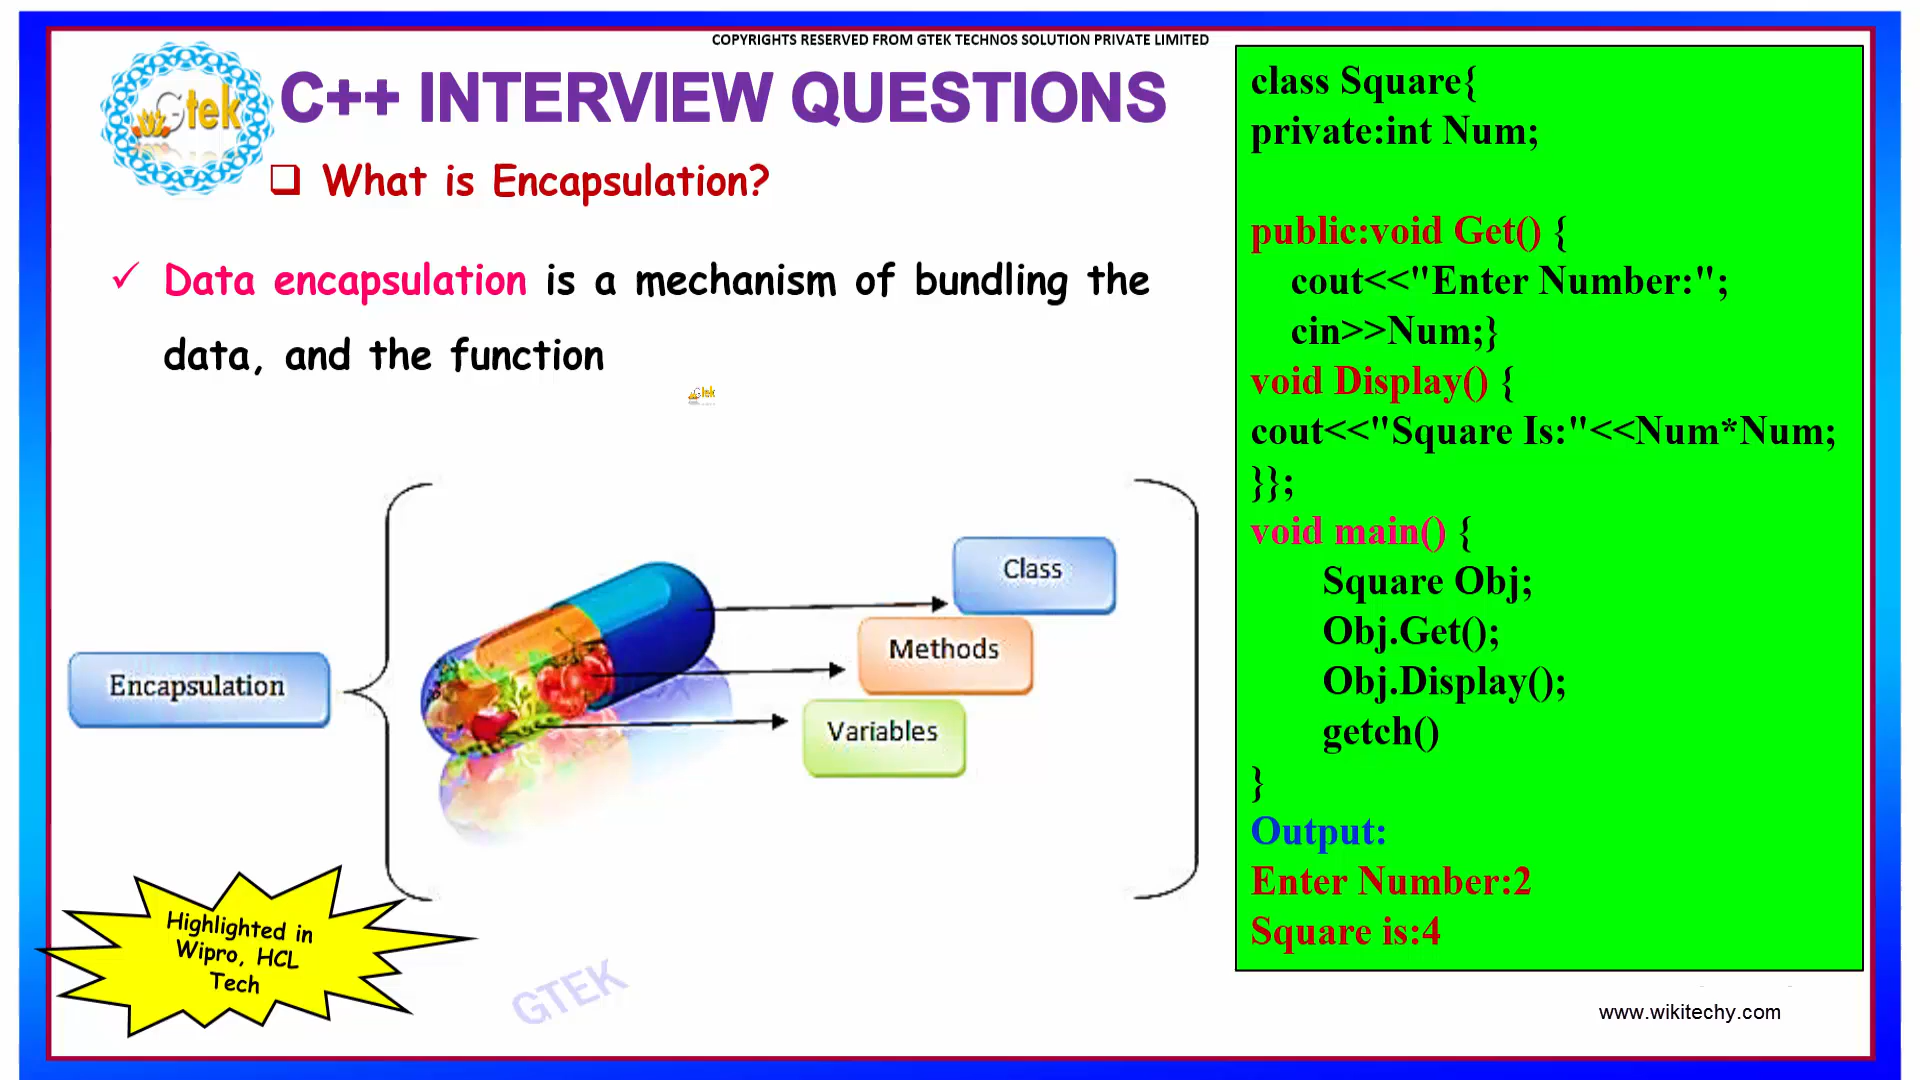 COPYRIGHTS RESERVED FROM GTEK TECHNOS SOLUTION PRIVATE LIMITED
Gtek
C++ INTERVIEW QUESTIONS
What is Encapsulation?
Data encapsulation is a mechanism of bundling the
data, and the function
tek
Encapsulation
Class
Methods
Variables
Highlighted in
Wipro, HCL
Tech
GTEK
class Square{
private:int Num;
public:void Get() {
cout<<"Enter Number:";
cin>>Num;}
void Display() {
cout<<"Square Is:"<<Num*Num;
}};
void main() {
Square Obj;
Obj.Get();
Obj.Display();
getch()
}
Output:
Enter Number:2
Square is:4
www.wikitechy.com